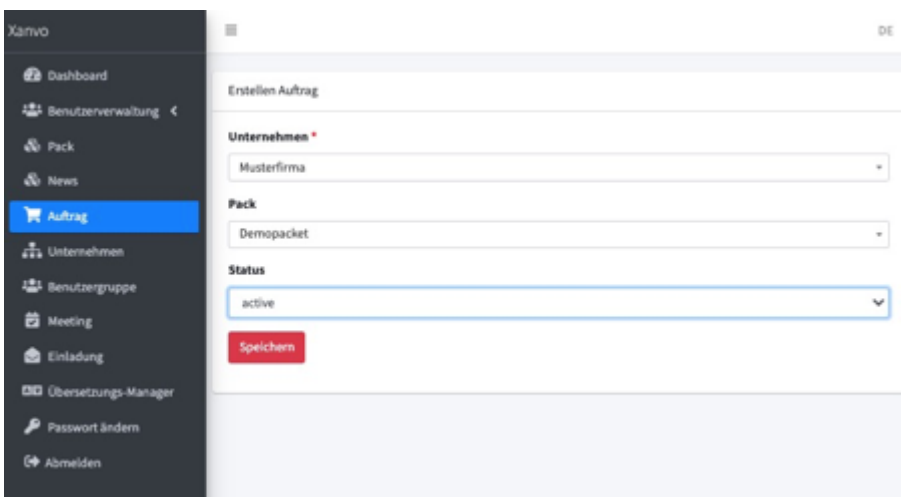 Xanvo
DE
Dashboard
Benutzerverwaltung
Pack
News
Auftrag
Unternehmen
Benutzergruppe
Meeting
Einladung
Übersetzungs-Manager
Passwort ändern
Abmelden
Erstellen Auftrag
Unternehmen *
Musterfirma
Pack
Demopacket
Status
active
Speichern